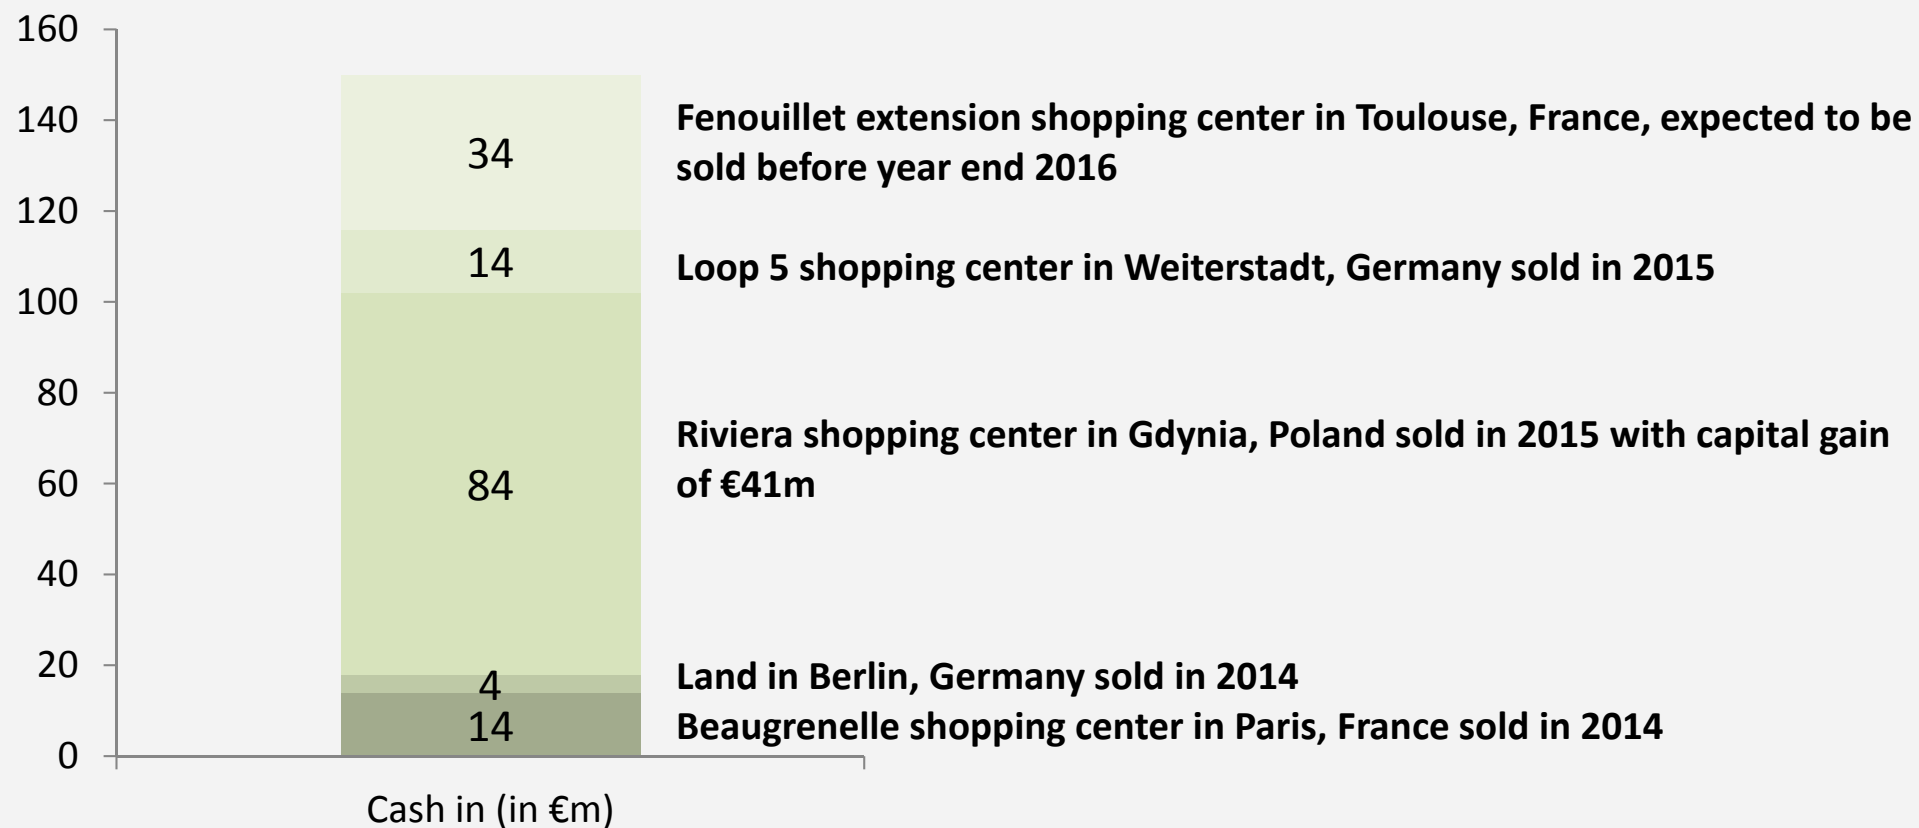 160
140
120
100
80
60
40
20
0
34
14
84
4
14
Fenouillet extension shopping center in Toulouse, France, expected to be
sold before year end 2016
Loop 5 shopping center in Weiterstadt, Germany sold in 2015
Riviera shopping center in Gdynia, Poland sold in 2015 with capital gain
of €41m
Land in Berlin, Germany sold in 2014
Beaugrenelle shopping center in Paris, France sold in 2014
Cash in (in €m)